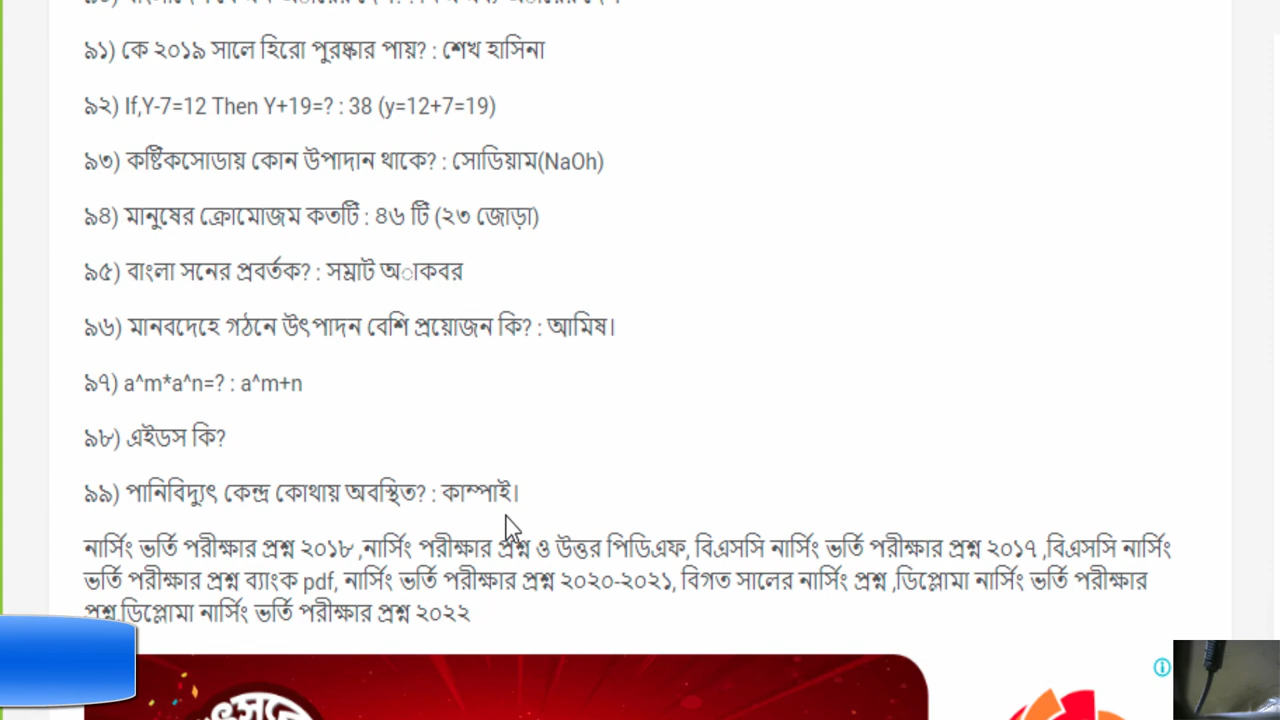 ৯১) কে ২০১৯ সালে হিরো পুরষ্কার পায়? : শেখ হাসিনা
৯২) If,Y-7=12 Then Y+19=? : 38 (y=12+7=19)
৯৩) কষ্টিকসোডায় কোন উপাদান থাকে? : সোডিয়াম(NaOh)
৯৪) মানুষের ক্রোমোজম কতটি : ৪৬ টি (২৩ জোড়া)
৯৫) বাংলা সনের প্রবর্তক? : সম্রাট অাকবর
৯৬) মানবদেহে গঠনে উৎপাদন বেশি প্রয়োজন কি? : আমিষ।
৯৭) a^m*a^n=? : a^m+n
৯৮) এইডস কি?
৯৯) পানিবিদ্যুৎ কেন্দ্র কোথায় অবস্থিত? : কাপ্তাই।
নার্সিং ভর্তি পরীক্ষার প্রশ্ন ২০১৮ ,নার্সিং পরীক্ষার প্রশ্ন ও উত্তর পিডিএফ, বিএসসি নার্সিং ভর্তি পরীক্ষার প্রশ্ন ২০১৭ ,বিএসসি নার্সিং
ভর্তি পরীক্ষার প্রশ্ন ব্যাংক pdf, নার্সিং ভর্তি পরীক্ষার প্রশ্ন ২০২০-২০২১, বিগত সালের নার্সিং প্রশ্ন ,ডিপ্লোমা নার্সিং ভর্তি পরীক্ষার
প্রশ্ন,ডিপ্লোমা নার্সিং ভর্তি পরীক্ষার প্রশ্ন ২০২২